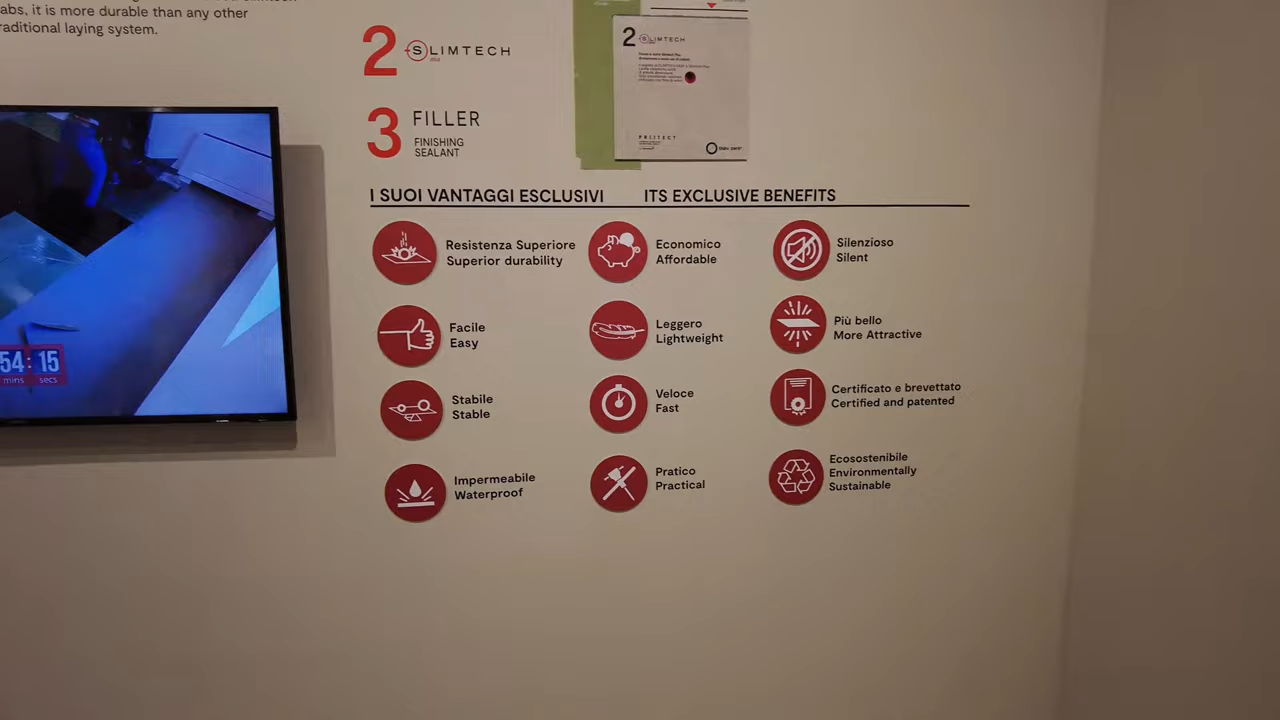 abs, it is more durable than any other
raditional laying system.
2 SLIMTECH
3 FILLER
FINISHING
SEALANT
2 SLIMTECH
I SUOI VANTAGGI ESCLUSIVI ITS EXCLUSIVE BENEFITS
Resistenza Superiore
Superior durability
Economico
Affordable
Silenzioso
Silent
Facile
Easy
Leggero
Lightweight
Più bello
More Attractive
Stabile
Stable
Veloce
Fast
Certificato e brevettato
Certified and patented
Impermeabile
Waterproof
Pratico
Practical
Ecosostenibile
Environmentally
Sustainable
54: 15
mins secs